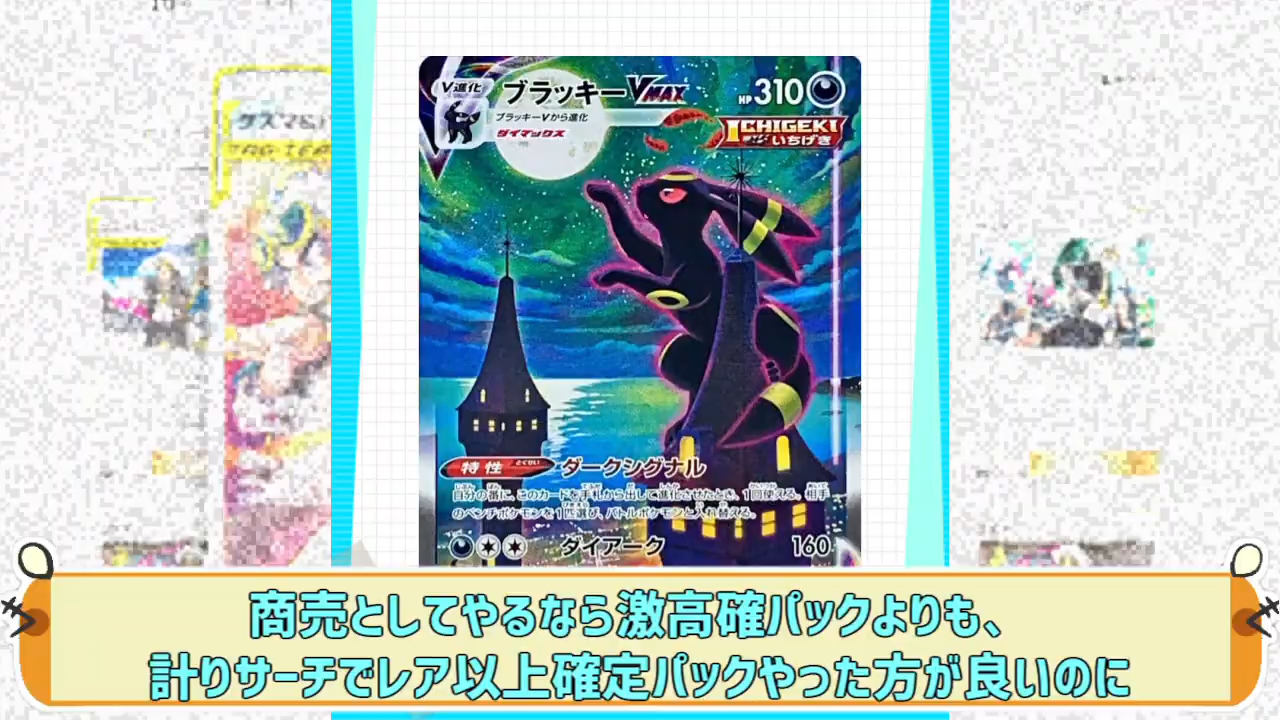 V進化
ブラッキーVMAX
HP310
ブラッキーVから進化
ダイマックス
ICHIGEKI
いちげき
特性
とくせい
ダークシグナル
自分の番に、このカードを手札から出して進化させたとき、1回使える。相手
のベンチポケモンを1匹選び、バトルポケモンと入れ替える。
ダイアーク 160
商売としてやるなら激高確パックよりも、
計りサーチでレア以上確定パックやった方が良いのに